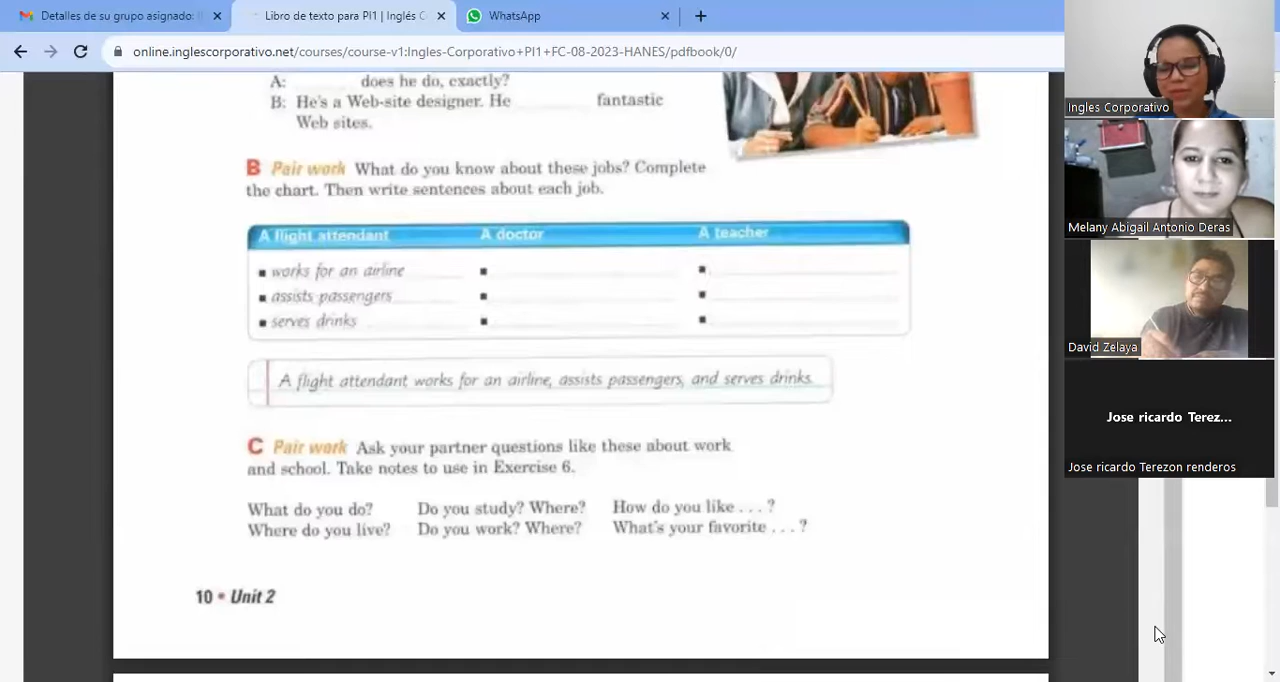 Detalles de su grupo asignado
Libro de texto para PI1 | Inglés C
WhatsApp
online.inglescorporativo.net/courses/course-v1:Ingles-Corporativo+PI1+FC-08-2023-HANES/pdfbook/0/
A: ______ does he do, exactly?
B: He's a Web-site designer. He ______ fantastic
Web sites.
B Pair work What do you know about these jobs? Complete
the chart. Then write sentences about each job.
A flight attendant A doctor A teacher
■ works for an airline ■ ■
■ assists passengers ■ ■
■ serves drinks ■ ■
A flight attendant works for an airline, assists passengers, and serves drinks.
C Pair work Ask your partner questions like these about work
and school. Take notes to use in Exercise 6.
What do you do? Do you study? Where? How do you like . . . ?
Where do you live? Do you work? Where? What's your favorite . . . ?
10 • Unit 2
Ingles Corporativo
Melany Abigail Antonio Deras
David Zelaya
Jose ricardo Terez...
Jose ricardo Terezon renderos